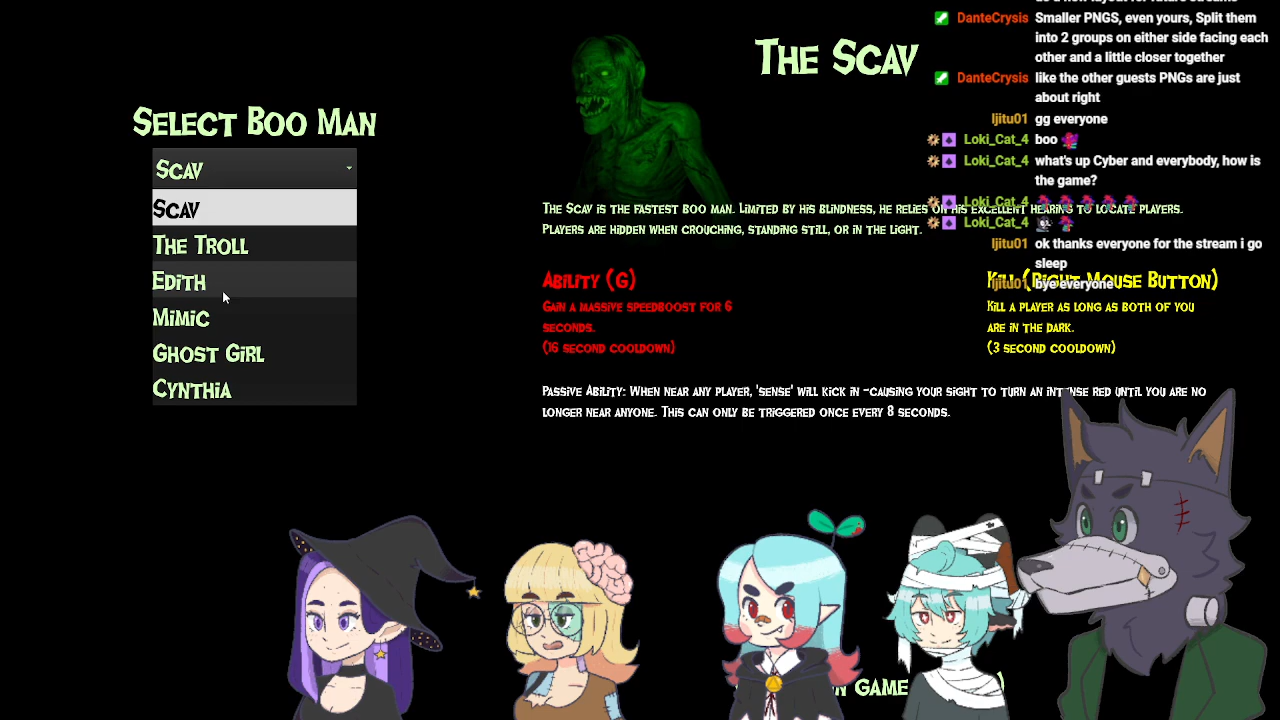 Select Boo Man
Scav
Scav
The Troll
Edith
Mimic
Ghost Girl
Cynthia
The Scav
The Scav is the fastest Boo Man. Limited by his blindness, he relies on his excellent hearing to locate players.
Players are hidden when crouching, standing still, or in the light.
Ability (G)
Gain a massive speedboost for 6
seconds.
(16 second cooldown)
Kill (Right Mouse Button)
Kill a player as long as both of you
are in the dark.
(3 second cooldown)
Passive Ability: When near any player, 'sense' will kick in -causing your sight to turn an intense red until you are no
longer near anyone. This can only be triggered once every 8 seconds.
game
DanteCrysis Smaller PNGS, even yours, Split them
into 2 groups on either side facing each
other and a little closer together
DanteCrysis like the other guests PNGs are just
about right
ljitu01 gg everyone
Loki_Cat_4 boo
Loki_Cat_4 what's up Cyber and everybody, how is
the game?
Loki_Cat_4
Loki_Cat_4
ljitu01 ok thanks everyone for the stream i go
sleep
ljitu01 bye everyone